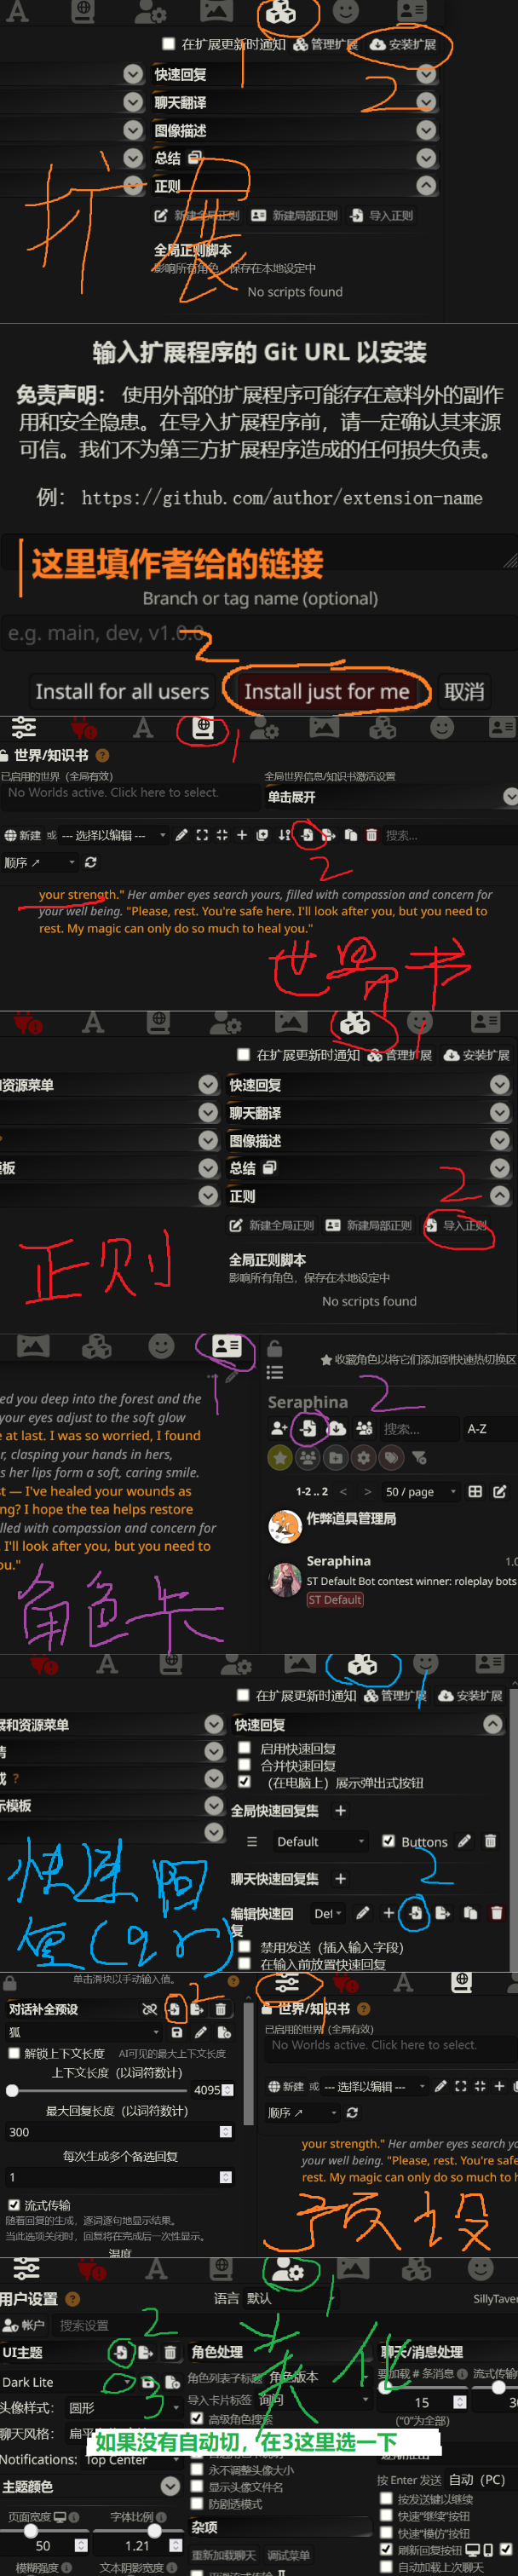 在扩展更新时通知 管理扩展 安装扩展
1
2
快速回复
聊天翻译
图像描述
总结
正则
扩展
新建全局正则 新建局部正则 导入正则
全局正则脚本
影响所有角色，保存在本地设定中
No scripts found
输入扩展程序的 Git URL 以安装
免责声明： 使用外部的扩展程序可能存在意料外的副作
用和安全隐患。在导入扩展程序前，请一定确认其来源
可信。我们不为第三方扩展程序造成的任何损失负责。
例： https://github.com/author/extension-name
这里填作者给的链接
Branch or tag name (optional)
e.g. main, dev, v1.0.0
2
Install for all users Install just for me 取消
1
世界/知识书
已启用的世界（全局有效） 全局世界信息/知识书激活设置
No Worlds active. Click here to select. 单击展开
新建 或 --- 选择以编辑 --- 搜索...
顺序 ↗
2
your strength." Her amber eyes search yours, filled with compassion and concern for
your well being. "Please, rest. You're safe here. I'll look after you, but you need to
rest. My magic can only do so much to heal you."
世界书
1
在扩展更新时通知 管理扩展 安装扩展
和资源菜单 快速回复
聊天翻译
图像描述
板 总结
正则
2
新建全局正则 新建局部正则 导入正则
正则
全局正则脚本
影响所有角色，保存在本地设定中
No scripts found
1
收藏角色以将它们添加到快速热切换区
ed you deep into the forest and the
your eyes adjust to the soft glow
e at last. I was so worried, I found
r, clasping your hands in hers,
s her lips form a soft, caring smile.
st — I've healed your wounds as
ng? I hope the tea helps restore
lled with compassion and concern for
I'll look after you, but you need to
ou."
角色卡
Seraphina
2
搜索... A-Z
1-2 .. 2 < > 50 / page
作弊道具管理局
Seraphina 1.0
ST Default Bot contest winner: roleplay bots
ST Default
1
在扩展更新时通知 管理扩展 安装扩展
展和资源菜单 快速回复
情 启用快速回复
成 ? 合并快速回复
示模板 （在电脑上）展示弹出式按钮
全局快速回复集 +
Default Buttons
快速回
复(qr)
2
聊天快速回复集 +
编辑快速回复 Def
禁用发送（插入输入字段）
在输入前放置快速回复
单击滑块以手动输入值。
2
1
对话补全预设
狐
解锁上下文长度 AI可见的最大上下文长度
上下文长度（以词符数计）
4095
最大回复长度（以词符数计）
300
每次生成多个备选回复
1
流式传输
随着回复的生成，逐词逐句地显示结果。
当此选项关闭时，回复将在完成后一次性显示。
温度
世界/知识书
已启用的世界（全局有效）
No Worlds active. Click here to select.
新建 或 --- 选择以编辑 ---
顺序 ↗
your strength." Her amber eyes search y
your well being. "Please, rest. You're safe
rest. My magic can only do so much to h
预设
1
用户设置 语言 默认 SillyTaver
帐户 搜索设置
2
UI主题 角色处理 聊天/消息处理
美化
Dark Lite 角色列表子标题 角色版本 要加载 # 条消息 流式传输
3
头像样式： 圆形 导入卡片标签 询问 15 30
聊天风格： 扁平 高级角色搜索 ("0"为全部)
如果没有自动切，在3这里选一下
Notifications: Top Center
永不调整头像大小
主题颜色 显示头像文件名 按 Enter 发送 自动（PC）
防剧透模式 按发送键以继续
页面宽度 字体比例 杂项 快速“继续”按钮
快速“模仿”按钮
50 1.21 重新加载聊天 调试菜单 刷新回复按钮
模糊强度 文本阴影宽度 自动加载上次聊天